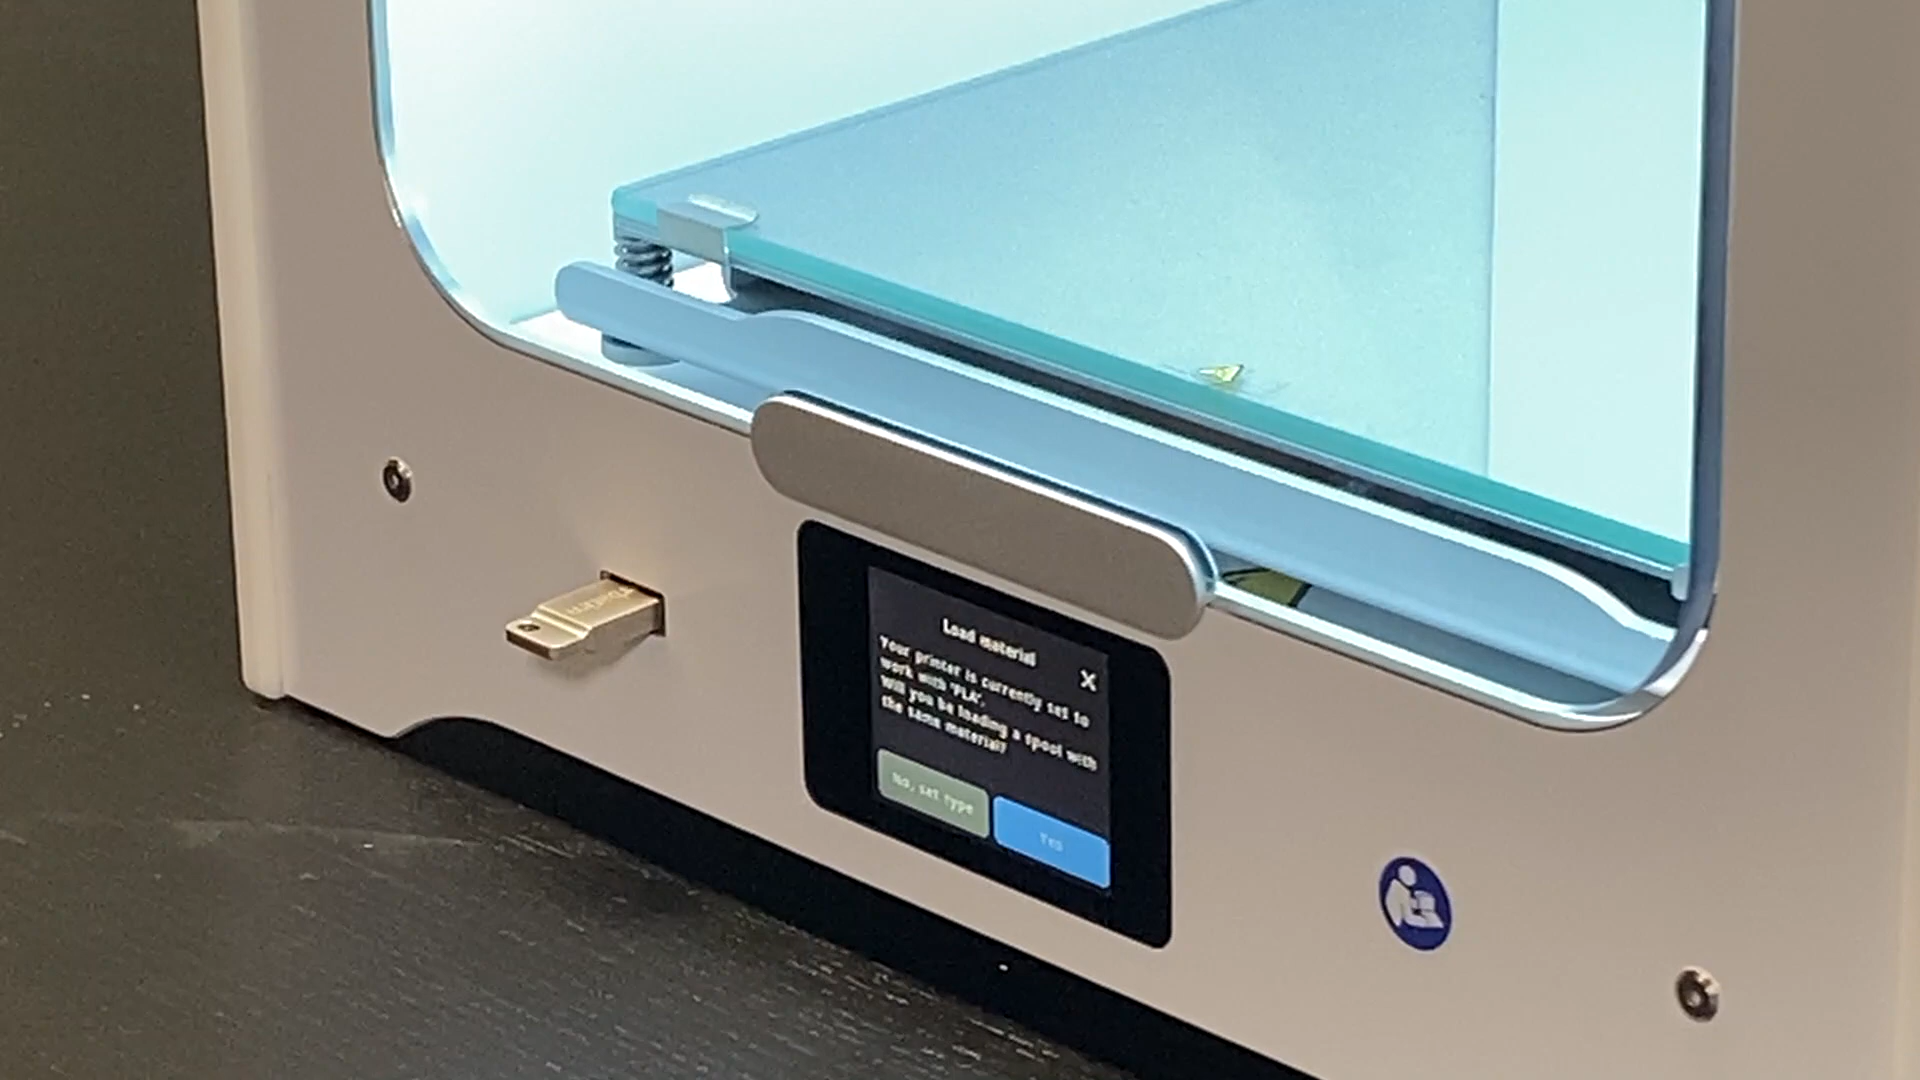 Load material
X
Your printer is currently set to
work with 'PLA'.
Will you be loading a spool with
the same material?
No, set type
Yes